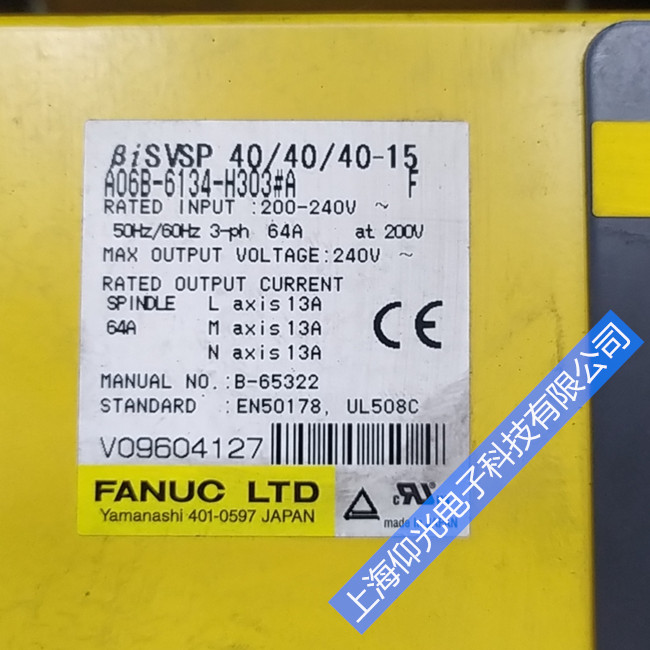 βiSVSP 40/40/40-15
A06B-6134-H303#A F
RATED INPUT :200-240V ~
50Hz/60Hz 3-ph 64A at 200V
MAX OUTPUT VOLTAGE:240V ~
RATED OUTPUT CURRENT
SPINDLE L axis 13A
64A M axis 13A
N axis 13A
CE
MANUAL NO.:B-65322
STANDARD :EN50178, UL508C
V09604127
FANUC LTD
Yamanashi 401-0597 JAPAN
c UR US
made
上海仰光电子科技有限公司